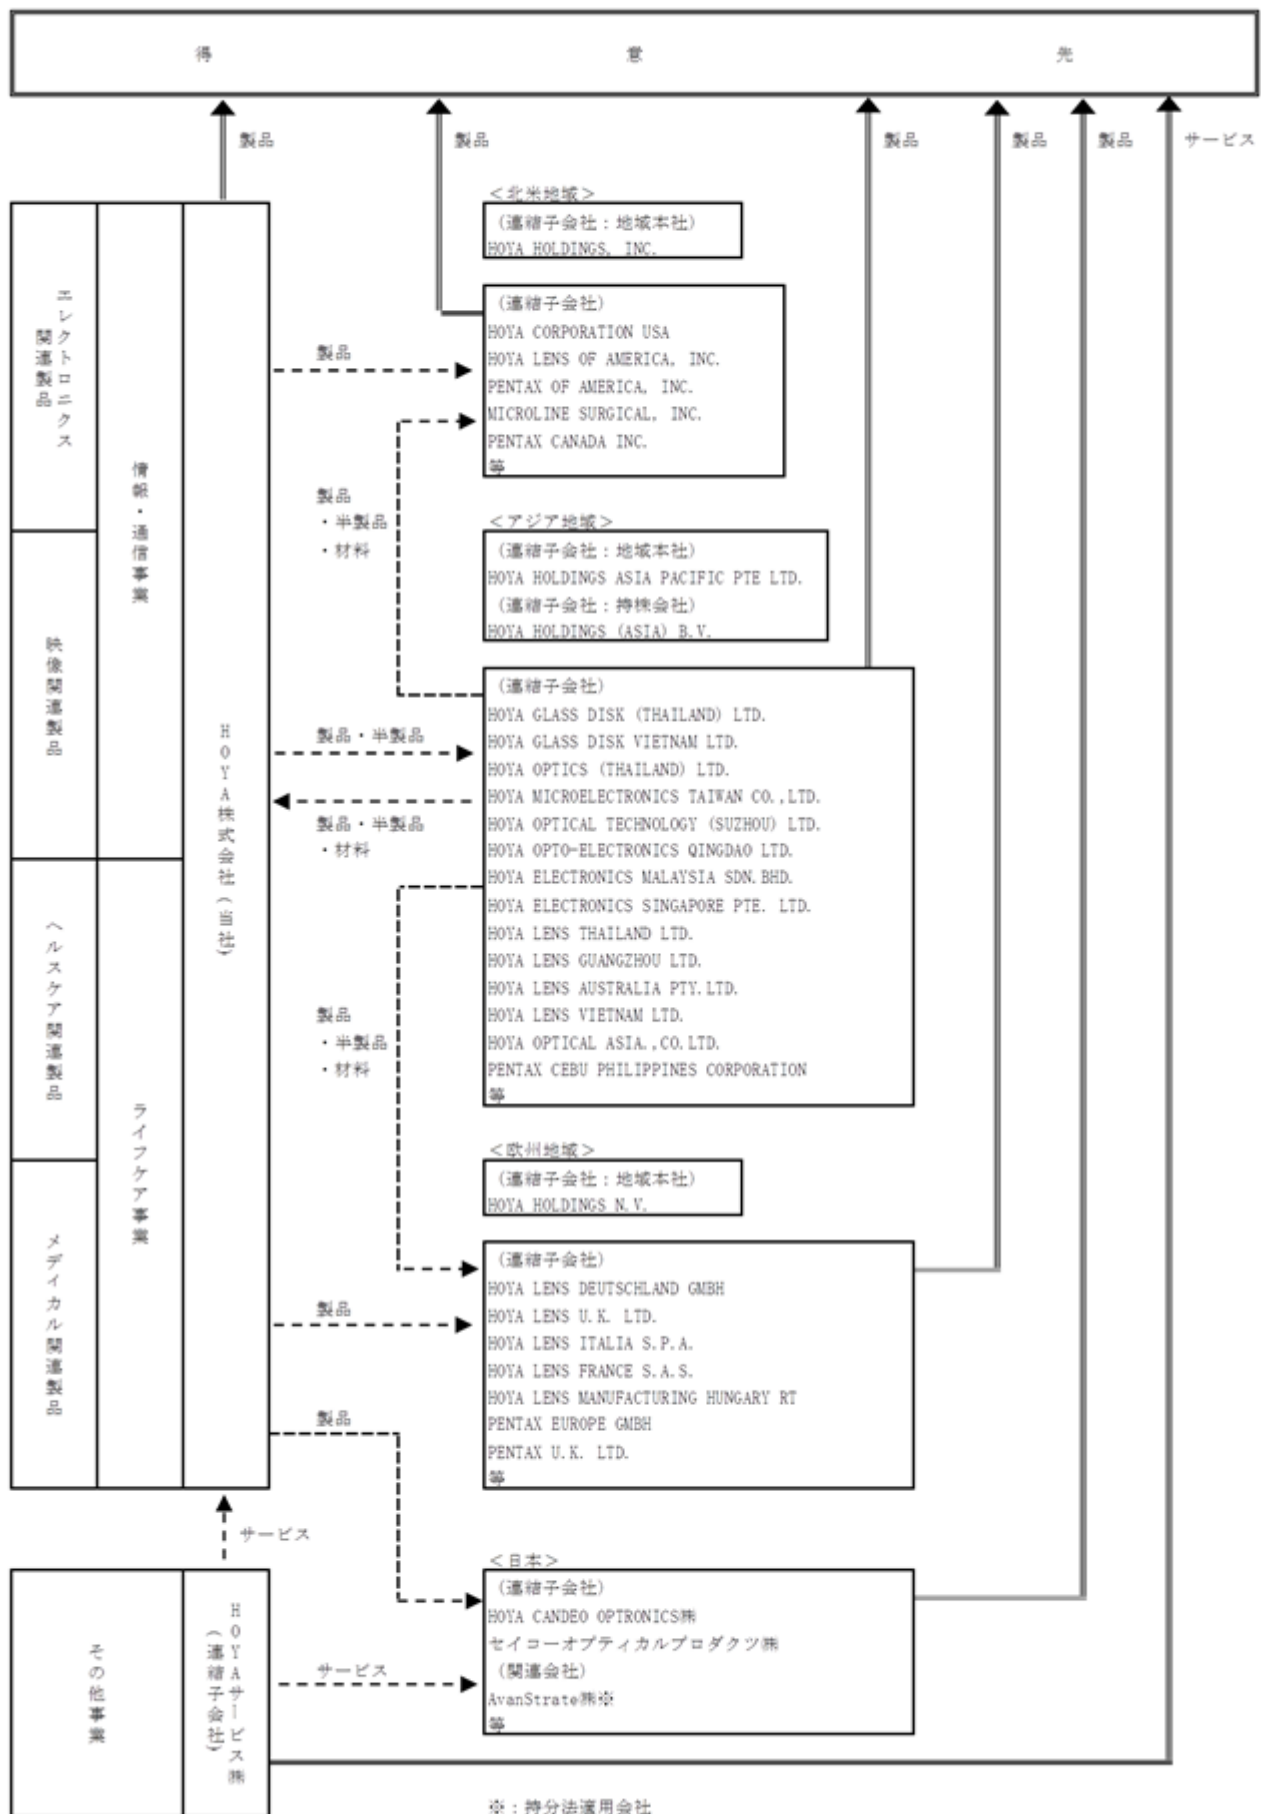 得意先
製品
製品
製品
製品
製品
サービス
エレクトロニクス
関連製品
映像関連製品
ヘルスケア関連製品
メディカル関連製品
情報・通信事業
ライフケア事業
HOYA株式会社(当社)
製品
製品
・半製品
・材料
製品・半製品
製品・半製品
・材料
製品
・半製品
・材料
製品
製品
<北米地域>
(連結子会社:地域本社)
HOYA HOLDINGS, INC.
(連結子会社)
HOYA CORPORATION USA
HOYA LENS OF AMERICA, INC.
PENTAX OF AMERICA, INC.
MICROLINE SURGICAL, INC.
PENTAX CANADA INC.
等
<アジア地域>
(連結子会社:地域本社)
HOYA HOLDINGS ASIA PACIFIC PTE LTD.
(連結子会社:持株会社)
HOYA HOLDINGS (ASIA) B.V.
(連結子会社)
HOYA GLASS DISK (THAILAND) LTD.
HOYA GLASS DISK VIETNAM LTD.
HOYA OPTICS (THAILAND) LTD.
HOYA MICROELECTRONICS TAIWAN CO.,LTD.
HOYA OPTICAL TECHNOLOGY (SUZHOU) LTD.
HOYA OPTO-ELECTRONICS QINGDAO LTD.
HOYA ELECTRONICS MALAYSIA SDN.BHD.
HOYA ELECTRONICS SINGAPORE PTE. LTD.
HOYA LENS THAILAND LTD.
HOYA LENS GUANGZHOU LTD.
HOYA LENS AUSTRALIA PTY.LTD.
HOYA LENS VIETNAM LTD.
HOYA OPTICAL ASIA.,CO.LTD.
PENTAX CEBU PHILIPPINES CORPORATION
等
<欧州地域>
(連結子会社:地域本社)
HOYA HOLDINGS N.V.
(連結子会社)
HOYA LENS DEUTSCHLAND GMBH
HOYA LENS U.K. LTD.
HOYA LENS ITALIA S.P.A.
HOYA LENS FRANCE S.A.S.
HOYA LENS MANUFACTURING HUNGARY RT
PENTAX EUROPE GMBH
PENTAX U.K. LTD.
等
サービス
その他事業
HOYAサービス㈱
(連結子会社)
サービス
<日本>
(連結子会社)
HOYA CANDEO OPTRONICS㈱
セイコーオプティカルプロダクツ㈱
(関連会社)
AvanStrate㈱※
等
※:持分法適用会社